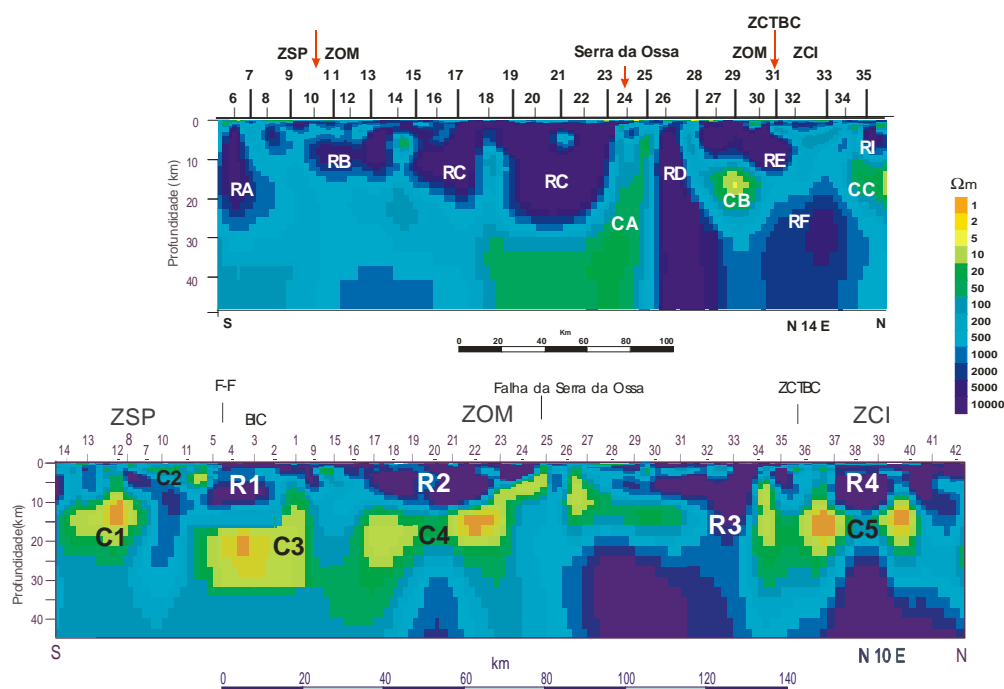 ZCTBC
ZSP ZOM Serra da Ossa ZOM ZCI
7 9 11 13 15 17 19 21 23 25 28 29 31 33 35
6 8 10 12 14 16 18 20 22 24 26 27 30 32 34
Profundidade (km)
0
10
20
30
40
RA
RB
RC
RC
CA
RD
CB
RE
RF
RI
CC
S N 14 E N
Km
0 20 40 60 80 100
Ωm
1
2
5
10
20
50
100
200
500
1000
2000
5000
10000
F-F Falha da Serra da Ossa ZCTBC
ZSP BIC ZOM ZCI
14 13 12 8 7 10 11 5 4 3 2 1 9 15 16 17 18 19 20 21 22 23 24 25 26 27 28 29 30 31 32 33 34 35 36 37 38 39 40 41 42
Profundidade(km)
0
10
20
30
40
C1
C2
R1
C3
R2
C4
R3
R4
C5
S N 10 E N
km
0 20 40 60 80 100 120 140